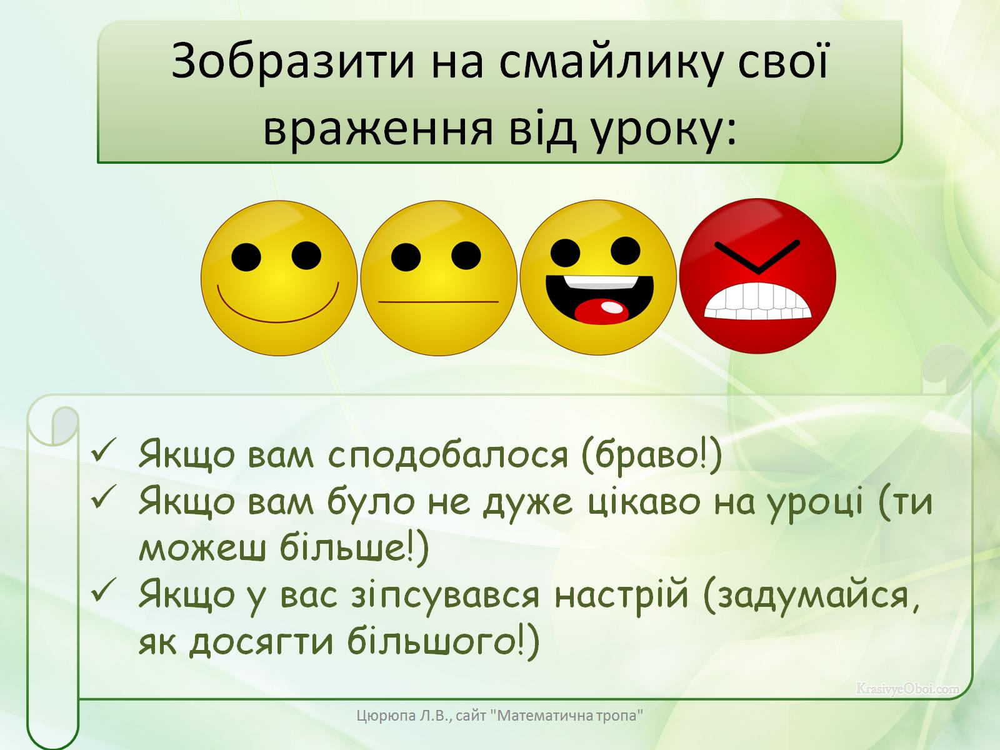 Зобразити на смайлику свої
враження від уроку:
✓ Якщо вам сподобалося (браво!)
✓ Якщо вам було не дуже цікаво на уроці (ти
можеш більше!)
✓ Якщо у вас зіпсувався настрій (задумайся,
як досягти більшого!)
KrasivyeOboi.com
Цюрюпа Л.В., сайт "Математична тропа"